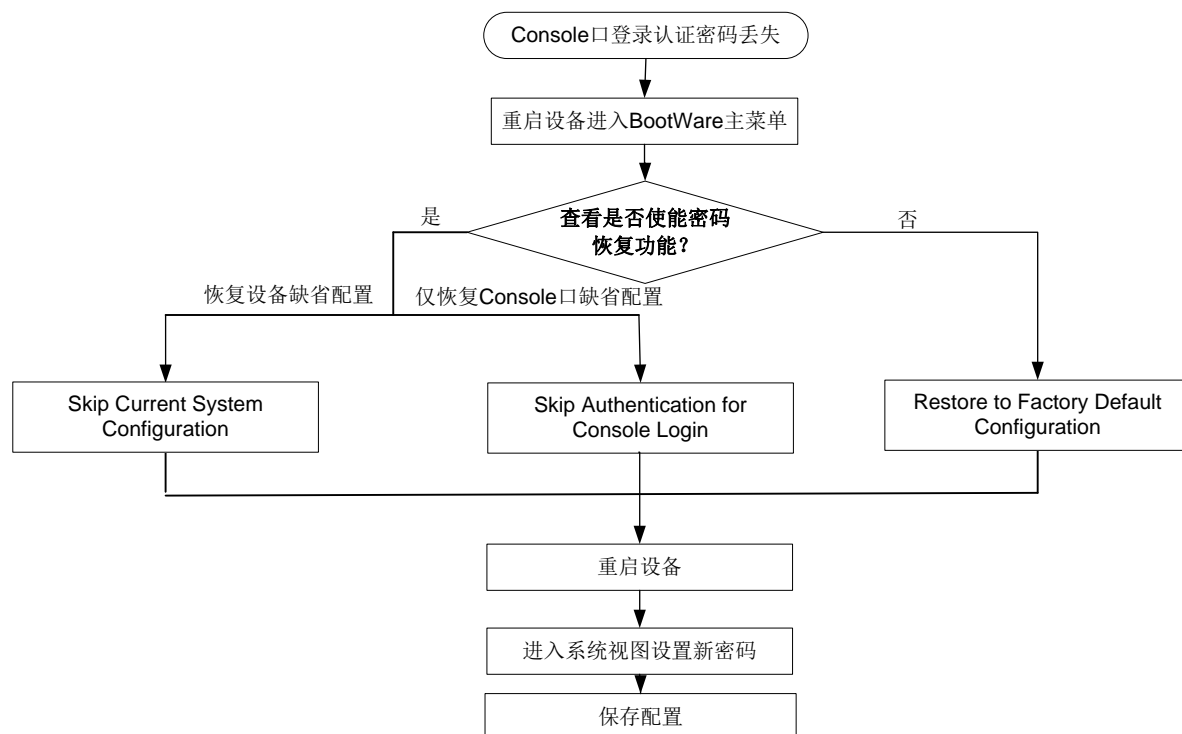 Console口登录认证密码丢失
重启设备进入BootWare主菜单
查看是否使能密码
恢复功能？
是
否
恢复设备缺省配置
仅恢复Console口缺省配置
Skip Current System
Configuration
Skip Authentication for
Console Login
Restore to Factory Default
Configuration
重启设备
进入系统视图设置新密码
保存配置